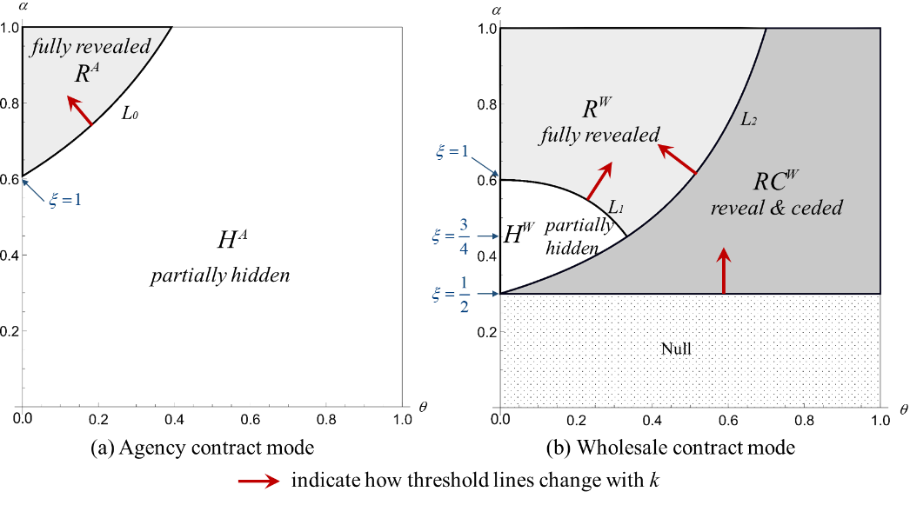 α
1.0
fully revealed
R^A
0.8
L_0
0.6
ξ=1
H^A
0.4
partially hidden
0.2
0.0 0.2 0.4 0.6 0.8 1.0 θ
(a) Agency contract mode
α
1.0
0.8
R^W
fully revealed
L_2
ξ=1
0.6
RC^W
reveal & ceded
L_1
ξ=3/4
H^W partially
hidden
0.4
ξ=1/2
0.2
Null
0.0 0.2 0.4 0.6 0.8 1.0 θ
(b) Wholesale contract mode
indicate how threshold lines change with k